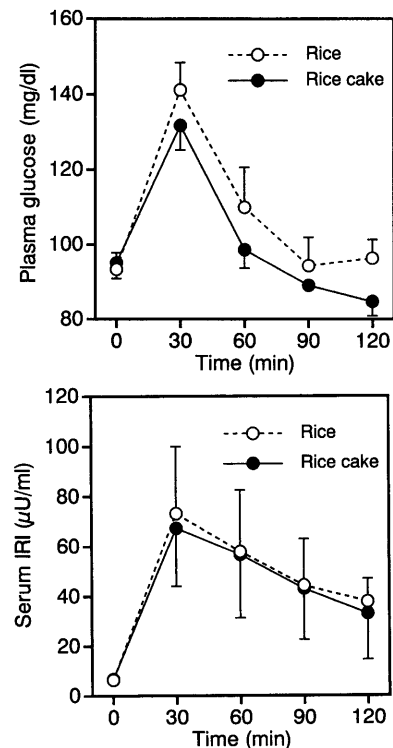 160
140
120
100
80
Plasma glucose (mg/dl)
Rice
Rice cake
0 30 60 90 120
Time (min)
120
100
80
60
40
20
0
Serum IRI (μU/ml)
Rice
Rice cake
0 30 60 90 120
Time (min)